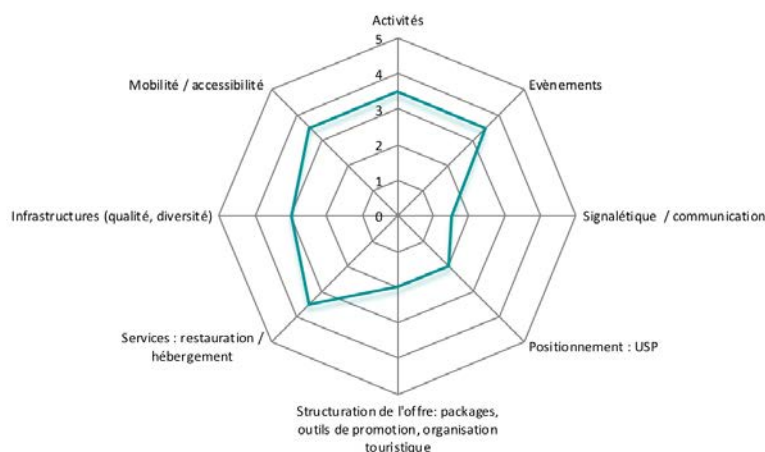 Activités
5
4
3
2
1
0
Mobilité / accessibilité
Evènements
Infrastructures (qualité, diversité)
Signalétique / communication
Services : restauration /
hébergement
Positionnement : USP
Structuration de l'offre: packages,
outils de promotion, organisation
touristique